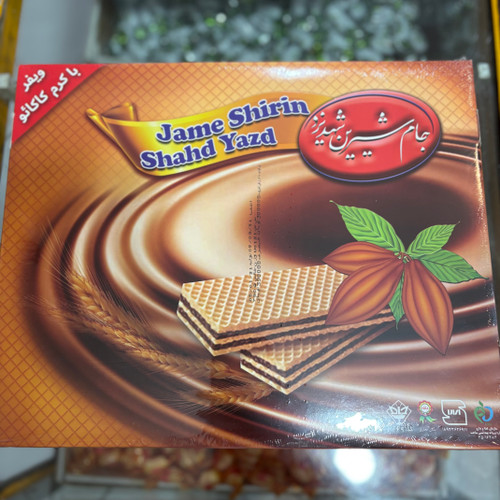 ویفر
با کرم کاکائو
Jame Shirin
Shahd Yazd
جام شیرین شهد یزد